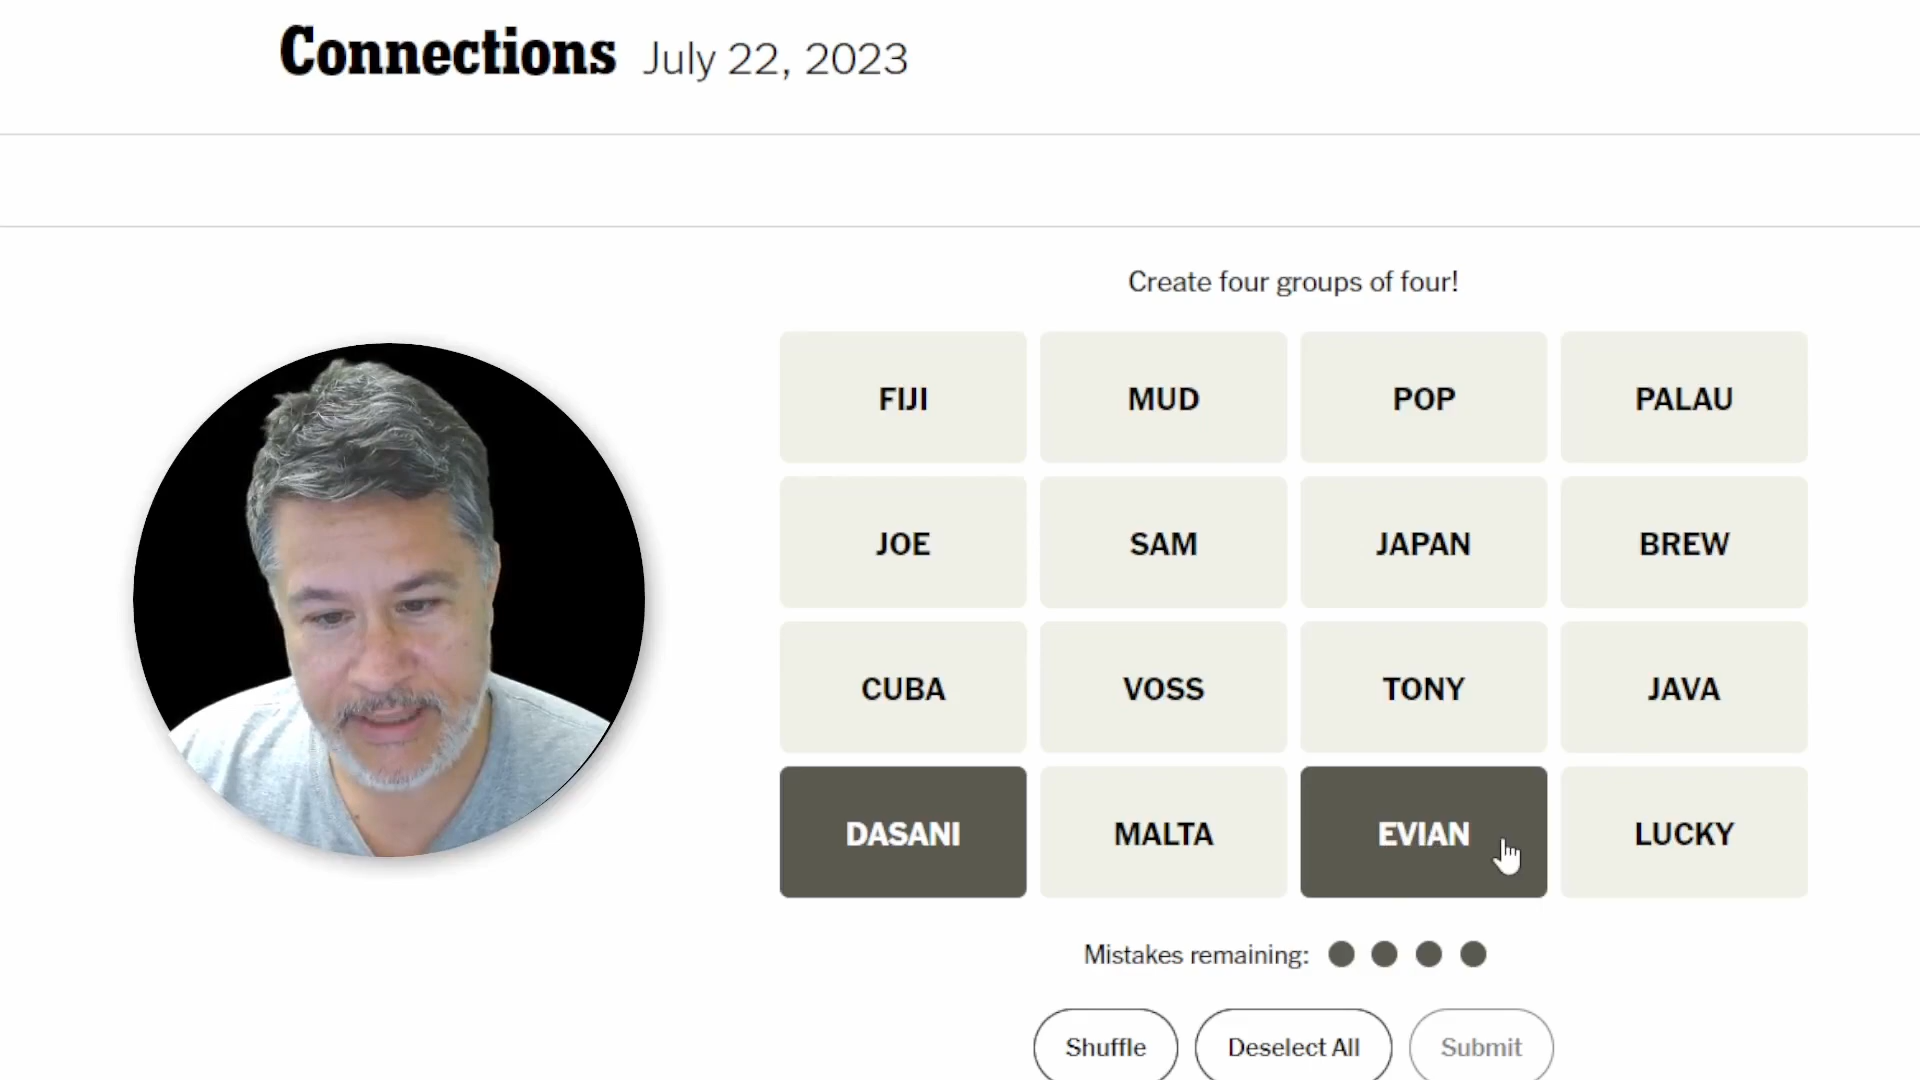 Connections July 22, 2023
Create four groups of four!
FIJI MUD POP PALAU
JOE SAM JAPAN BREW
CUBA VOSS TONY JAVA
DASANI MALTA EVIAN LUCKY
Mistakes remaining:
Shuffle Deselect All Submit